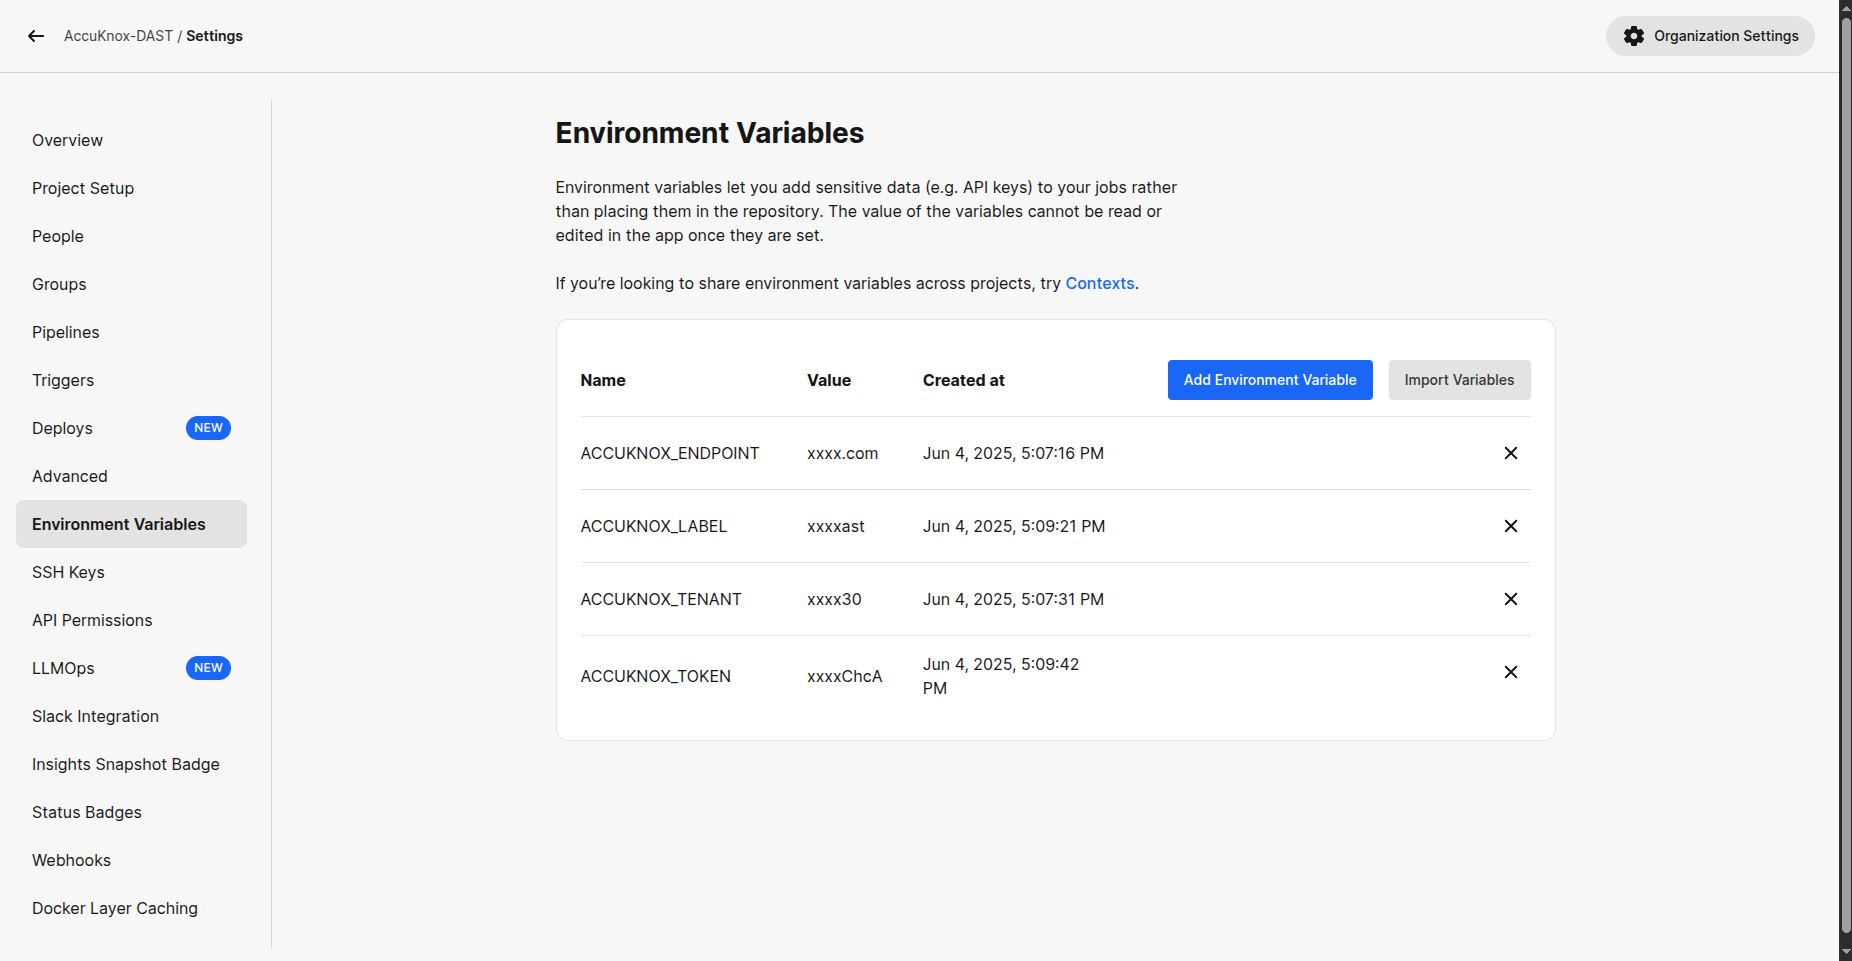 AccuKnox-DAST / Settings
Organization Settings
Overview
Project Setup
People
Groups
Pipelines
Triggers
Deploys NEW
Advanced
Environment Variables
SSH Keys
API Permissions
LLMOps NEW
Slack Integration
Insights Snapshot Badge
Status Badges
Webhooks
Docker Layer Caching
Environment Variables
Environment variables let you add sensitive data (e.g. API keys) to your jobs rather
than placing them in the repository. The value of the variables cannot be read or
edited in the app once they are set.
If you’re looking to share environment variables across projects, try Contexts.
Name Value Created at Add Environment Variable Import Variables
ACCUKNOX_ENDPOINT xxxx.com Jun 4, 2025, 5:07:16 PM
ACCUKNOX_LABEL xxxxast Jun 4, 2025, 5:09:21 PM
ACCUKNOX_TENANT xxxx30 Jun 4, 2025, 5:07:31 PM
ACCUKNOX_TOKEN xxxxChcA Jun 4, 2025, 5:09:42
PM